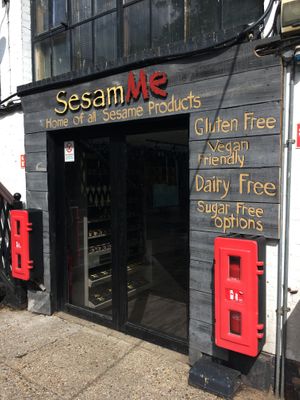 SesamMe
Home of all Sesame Products
Gluten Free
Vegan
Friendly
Dairy Free
Sugar Free
options